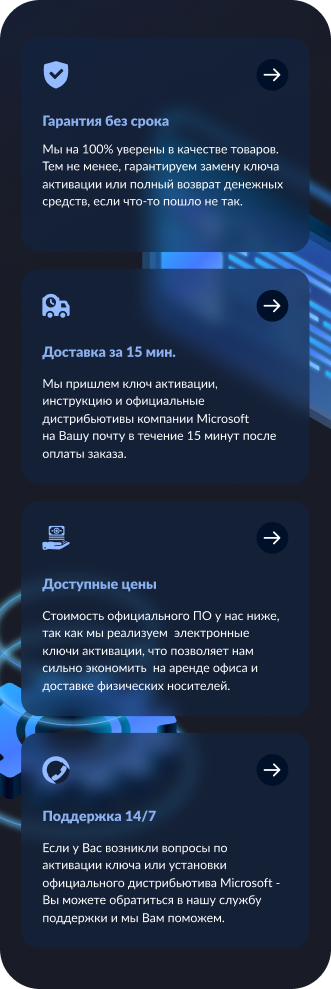 Гарантия без срока
Мы на 100% уверены в качестве товаров.
Тем не менее, гарантируем замену ключа
активации или полный возврат денежных
средств, если что-то пошло не так.
Доставка за 15 мин.
Мы пришлем ключ активации,
инструкцию и официальные
дистрибьютивы компании Microsoft
на Вашу почту в течение 15 минут после
оплаты заказа.
Доступные цены
Стоимость официального ПО у нас ниже,
так как мы реализуем электронные
ключи активации, что позволяет нам
сильно экономить на аренде офиса и
доставке физических носителей.
Поддержка 14/7
Если у Вас возникли вопросы по
активации ключа или установки
официального дистрибьютива Microsoft -
Вы можете обратиться в нашу службу
поддержки и мы Вам поможем.